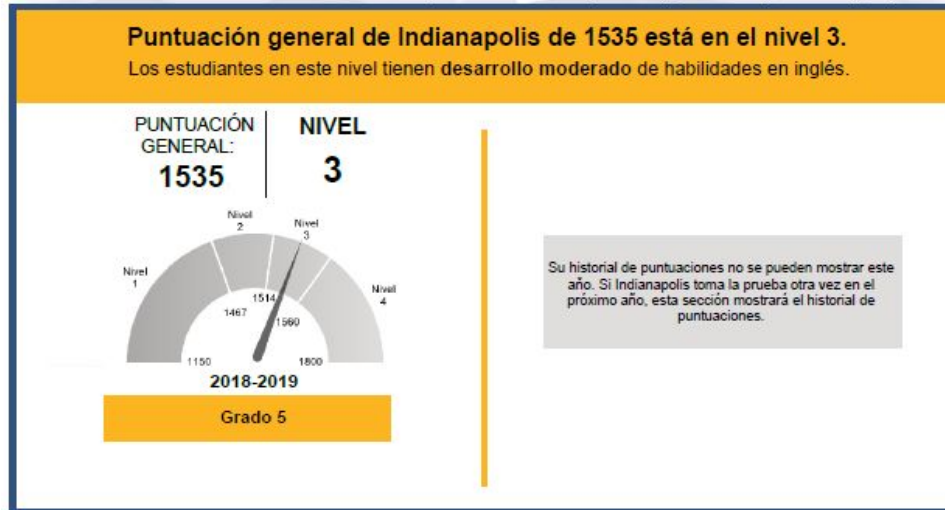 Puntuación general de Indianapolis de 1535 está en el nivel 3.
Los estudiantes en este nivel tienen desarrollo moderado de habilidades en inglés.
PUNTUACIÓN
GENERAL:
1535
NIVEL
3
Nivel
1
Nivel
2
Nivel
3
Nivel
4
1150
1467
1514
1560
1800
2018-2019
Grado 5
Su historial de puntuaciones no se pueden mostrar este
año. Si Indianapolis toma la prueba otra vez en el
próximo año, esta sección mostrará el historial de
puntuaciones.